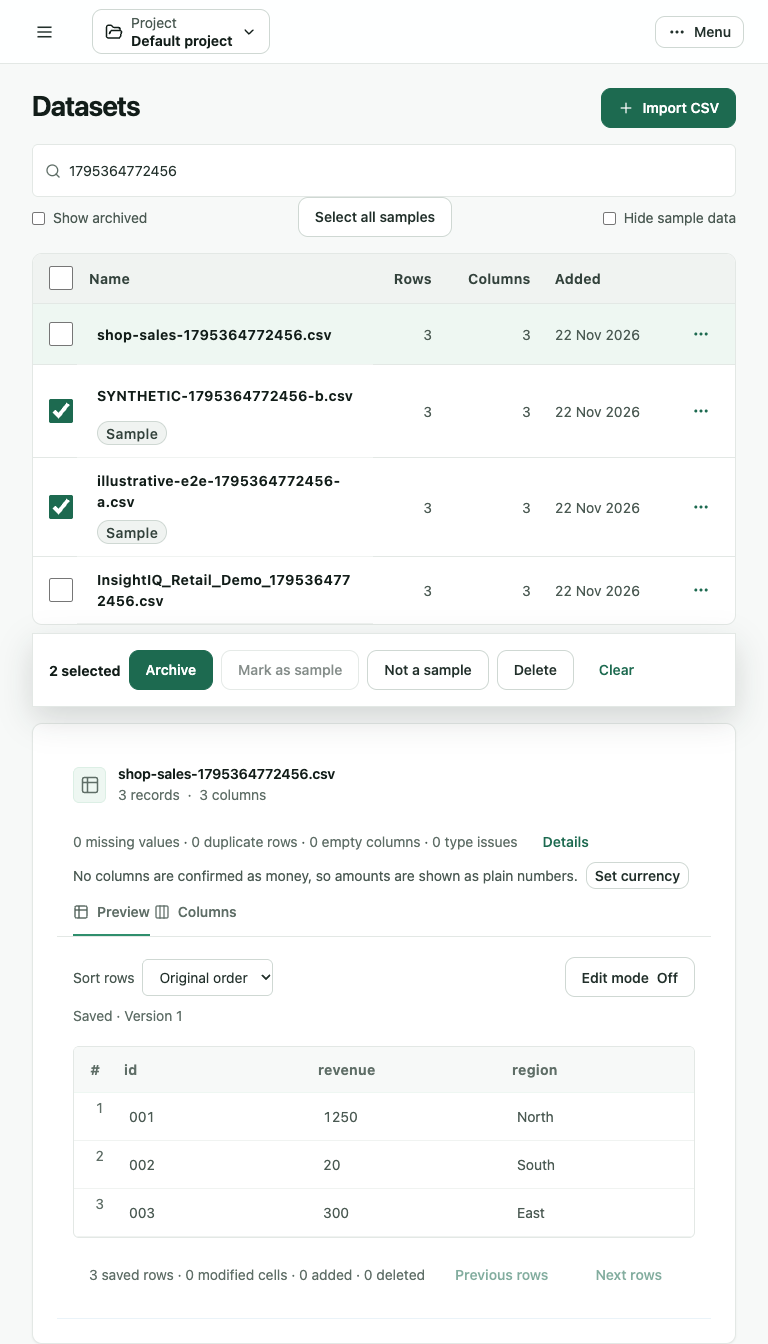 Project
Default project
Menu
Datasets
Import CSV
1795364772456
Show archived
Select all samples
Hide sample data
Name Rows Columns Added
shop-sales-1795364772456.csv 3 3 22 Nov 2026
SYNTHETIC-1795364772456-b.csv 3 3 22 Nov 2026
Sample
illustrative-e2e-1795364772456-
a.csv 3 3 22 Nov 2026
Sample
InsightIQ_Retail_Demo_179536477
2456.csv 3 3 22 Nov 2026
2 selected Archive Mark as sample Not a sample Delete Clear
shop-sales-1795364772456.csv
3 records · 3 columns
0 missing values · 0 duplicate rows · 0 empty columns · 0 type issues Details
No columns are confirmed as money, so amounts are shown as plain numbers. Set currency
Preview Columns
Sort rows Original order Edit mode Off
Saved · Version 1
# id revenue region
1 001 1250 North
2 002 20 South
3 003 300 East
3 saved rows · 0 modified cells · 0 added · 0 deleted Previous rows Next rows